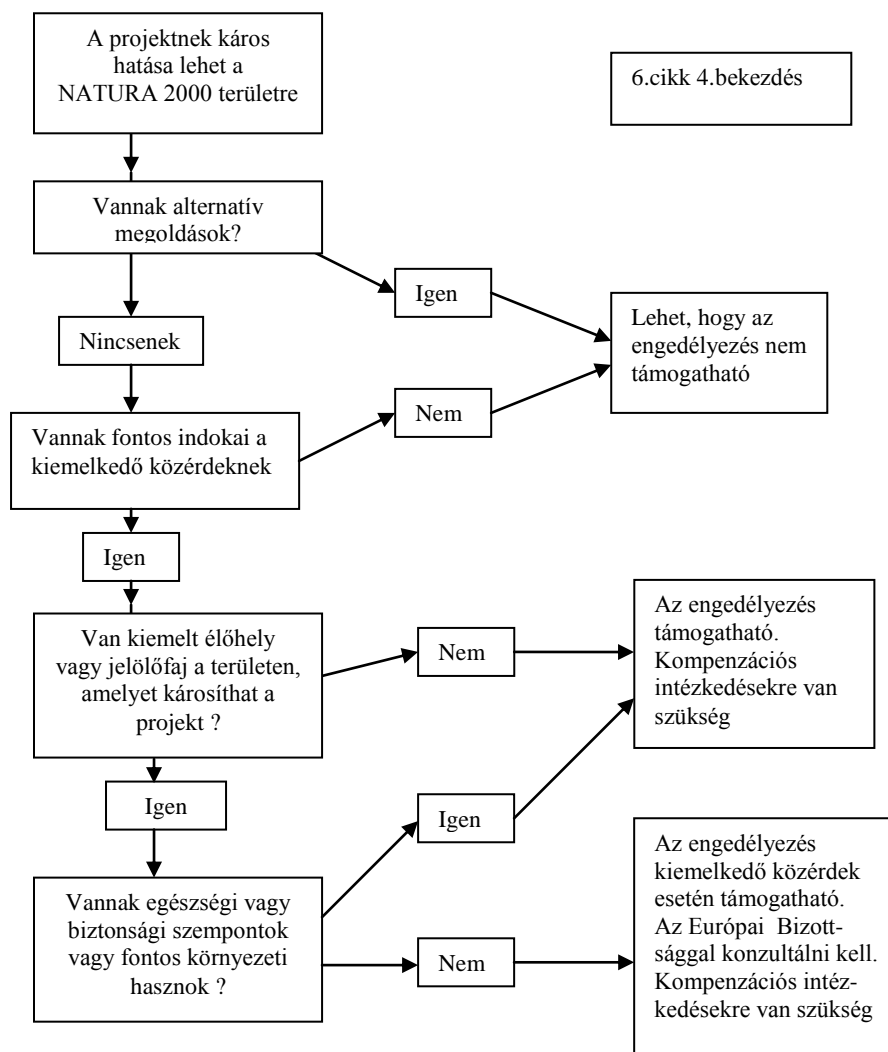 A projektnek káros
hatása lehet a
NATURA 2000 területre
6.cikk 4.bekezdés
Vannak alternatív
megoldások?
Igen
Nincsenek
Lehet, hogy az
engedélyezés nem
támogatható
Nem
Vannak fontos indokai a
kiemelkedő közérdeknek
Igen
Van kiemelt élőhely
vagy jelölőfaj a területen,
amelyet károsíthat a
projekt ?
Nem
Az engedélyezés
támogatható.
Kompenzációs
intézkedésekre van
szükség
Igen
Igen
Vannak egészségi vagy
biztonsági szempontok
vagy fontos környezeti
hasznok ?
Nem
Az engedélyezés
kiemelkedő közérdek
esetén támogatható.
Az Európai Bizott-
sággal konzultálni kell.
Kompenzációs intéz-
kedésekre van szükség